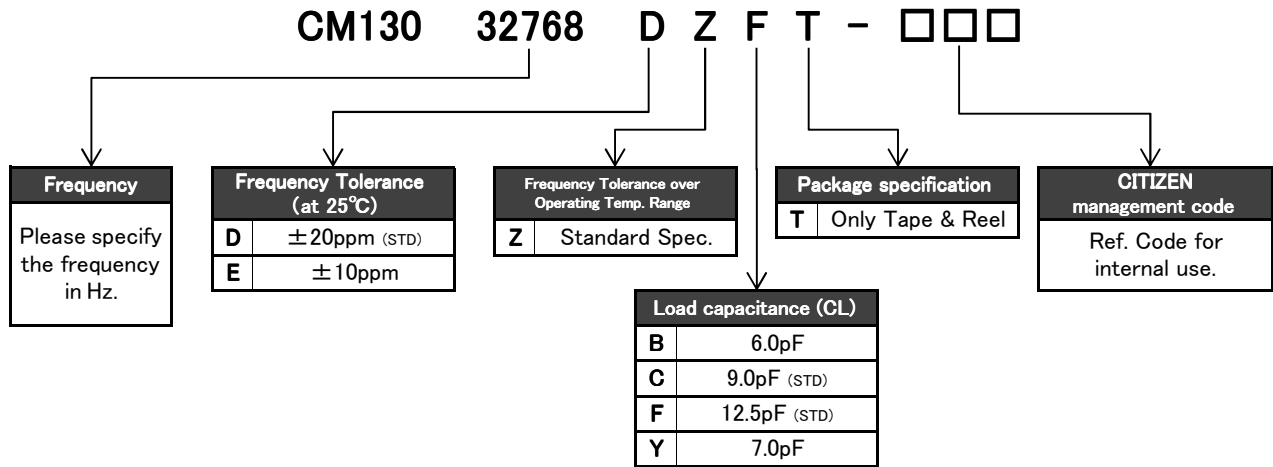 CM130 32768 D Z F T - □□□
Frequency
Please specify
the frequency
in Hz.
Frequency Tolerance
(at 25℃)
D ±20ppm (STD)
E ±10ppm
Frequency Tolerance over
Operating Temp. Range
Z Standard Spec.
Package specification
T Only Tape & Reel
CITIZEN
management code
Ref. Code for
internal use.
Load capacitance (CL)
B 6.0pF
C 9.0pF (STD)
F 12.5pF (STD)
Y 7.0pF